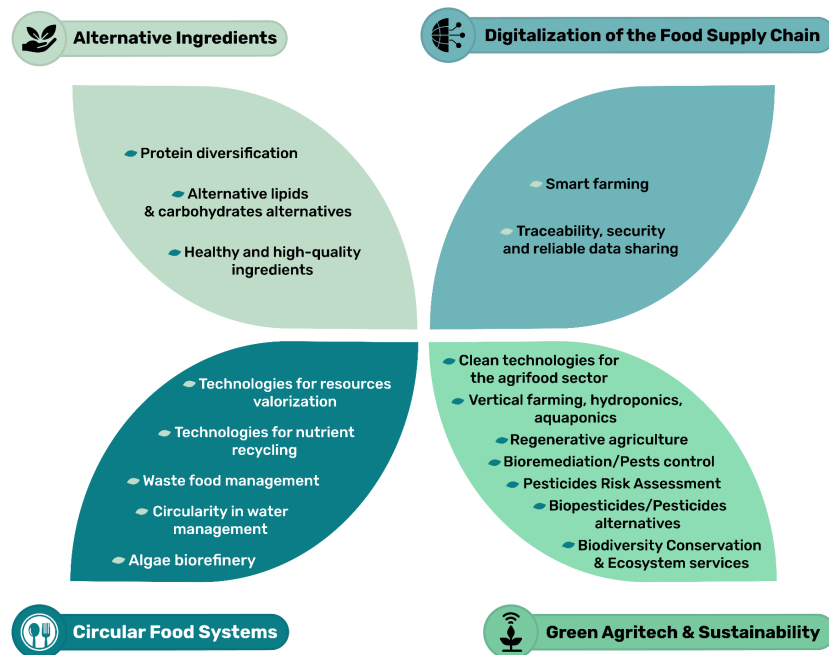 Alternative Ingredients
Digitalization of the Food Supply Chain
Protein diversification
Alternative lipids
& carbohydrates alternatives
Healthy and high-quality
ingredients
Smart farming
Traceability, security
and reliable data sharing
Technologies for resources
valorization
Technologies for nutrient
recycling
Waste food management
Circularity in water
management
Algae biorefinery
Clean technologies for
the agrifood sector
Vertical farming, hydroponics,
aquaponics
Regenerative agriculture
Bioremediation/Pests control
Pesticides Risk Assessment
Biopesticides/Pesticides
alternatives
Biodiversity Conservation
& Ecosystem services
Circular Food Systems
Green Agritech & Sustainability